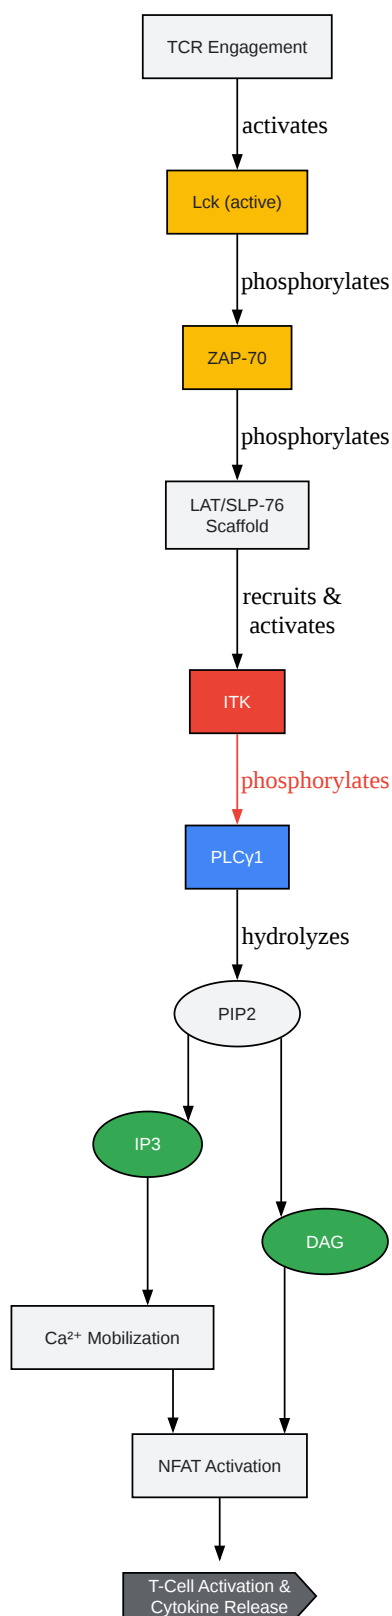 TCR Engagement
activates
Lck (active)
phosphorylates
ZAP-70
phosphorylates
LAT/SLP-76
Scaffold
recruits &
activates
ITK
phosphorylates
PLCγ1
hydrolyzes
PIP2
IP3
DAG
Ca²⁺ Mobilization
NFAT Activation
T-Cell Activation &
Cytokine Release